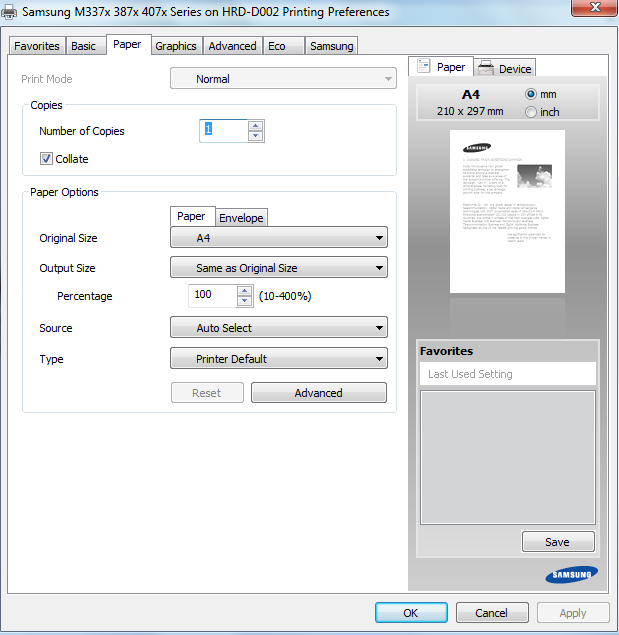 Samsung M337x 387x 407x Series on HRD-D002 Printing Preferences
Favorites Basic Paper Graphics Advanced Eco Samsung
Print Mode Normal
Copies
Number of Copies 1
Collate
Paper Options
Paper Envelope
Original Size A4
Output Size Same as Original Size
Percentage 100 (10-400%)
Source Auto Select
Type Printer Default
Reset Advanced
Paper Device
A4 mm
210 x 297 mm inch
SAMSUNG
Favorites
Last Used Setting
Save
SAMSUNG
OK Cancel Apply